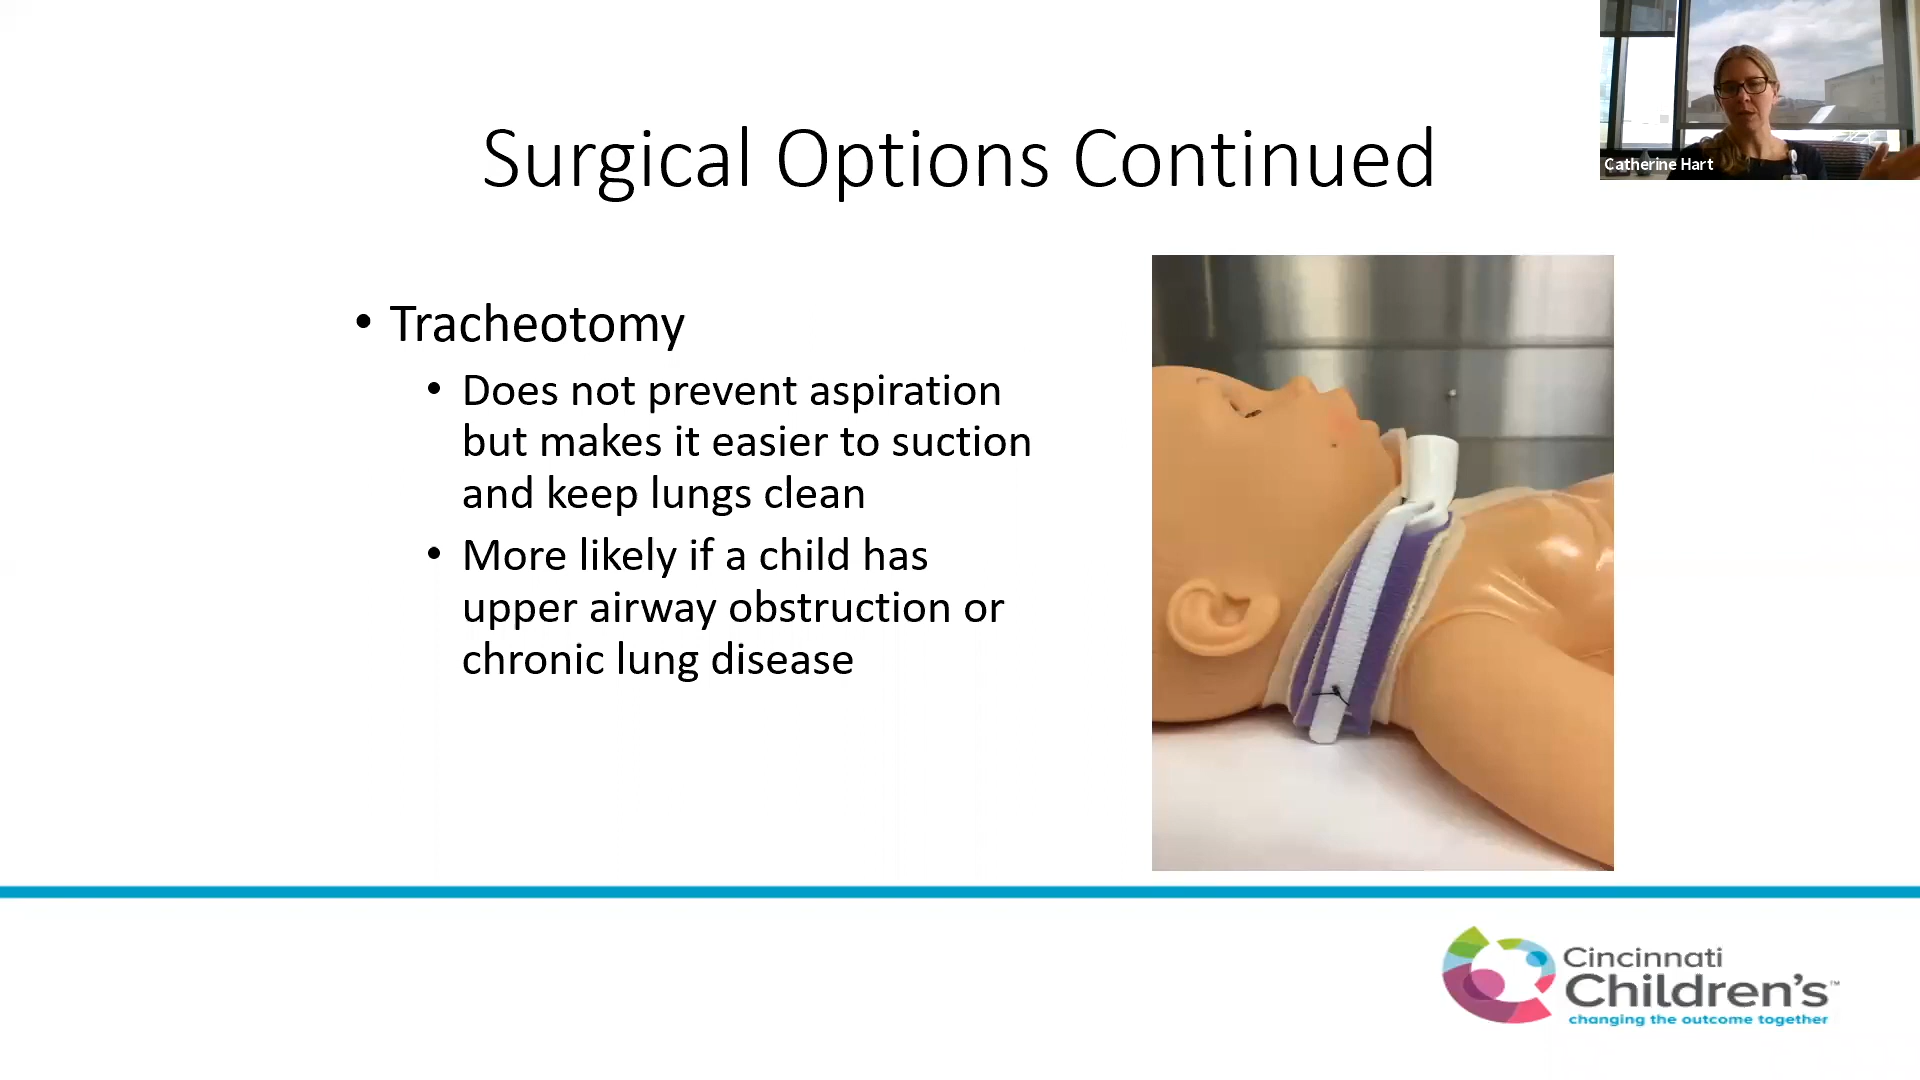 Surgical Options Continued
Catherine Hart
• Tracheotomy
• Does not prevent aspiration
but makes it easier to suction
and keep lungs clean
• More likely if a child has
upper airway obstruction or
chronic lung disease
Cincinnati
Children's™
changing the outcome together